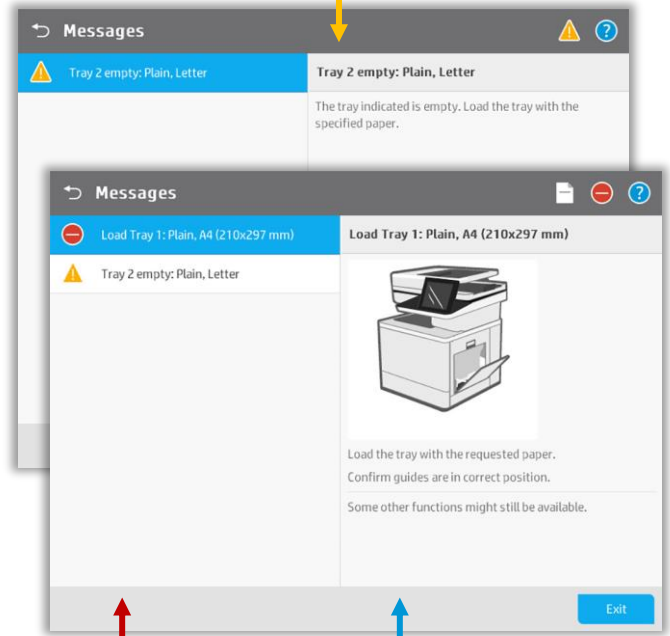 Messages
Tray 2 empty: Plain, Letter
Tray 2 empty: Plain, Letter
The tray indicated is empty. Load the tray with the
specified paper.
Messages
Load Tray 1: Plain, A4 (210x297 mm)
Tray 2 empty: Plain, Letter
Load Tray 1: Plain, A4 (210x297 mm)
Load the tray with the requested paper.
Confirm guides are in correct position.
Some other functions might still be available.
Exit